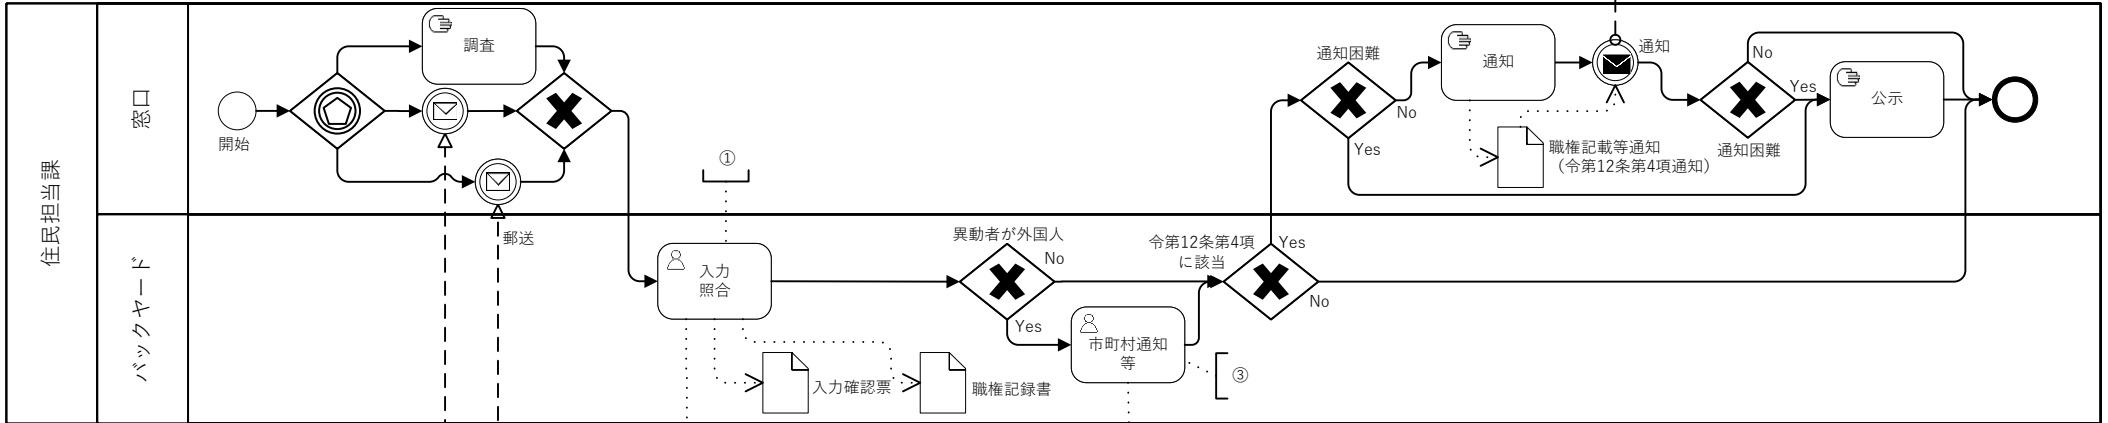 住民担当課
窓口
バックヤード
開始
調査
郵送
①
入力
照合
入力確認票
職権記録書
異動者が外国人
No
Yes
市町村通知
等
③
令第12条第4項
に該当
Yes
No
通知困難
No
Yes
通知
通知
職権記載等通知
（令第12条第4項通知）
No
Yes
通知困難
公示